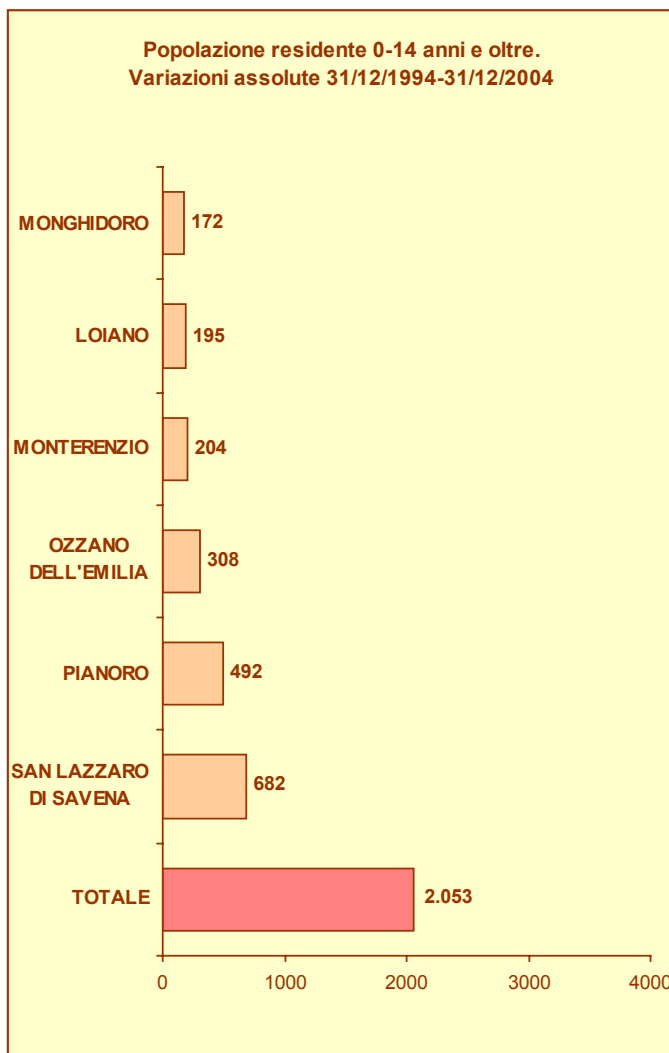 Popolazione residente 0-14 anni e oltre.
Variazioni assolute 31/12/1994-31/12/2004
MONGHIDORO 172
LOIANO 195
MONTERENZIO 204
OZZANO
DELL'EMILIA 308
PIANORO 492
SAN LAZZARO
DI SAVENA 682
TOTALE 2.053
0 1000 2000 3000 4000